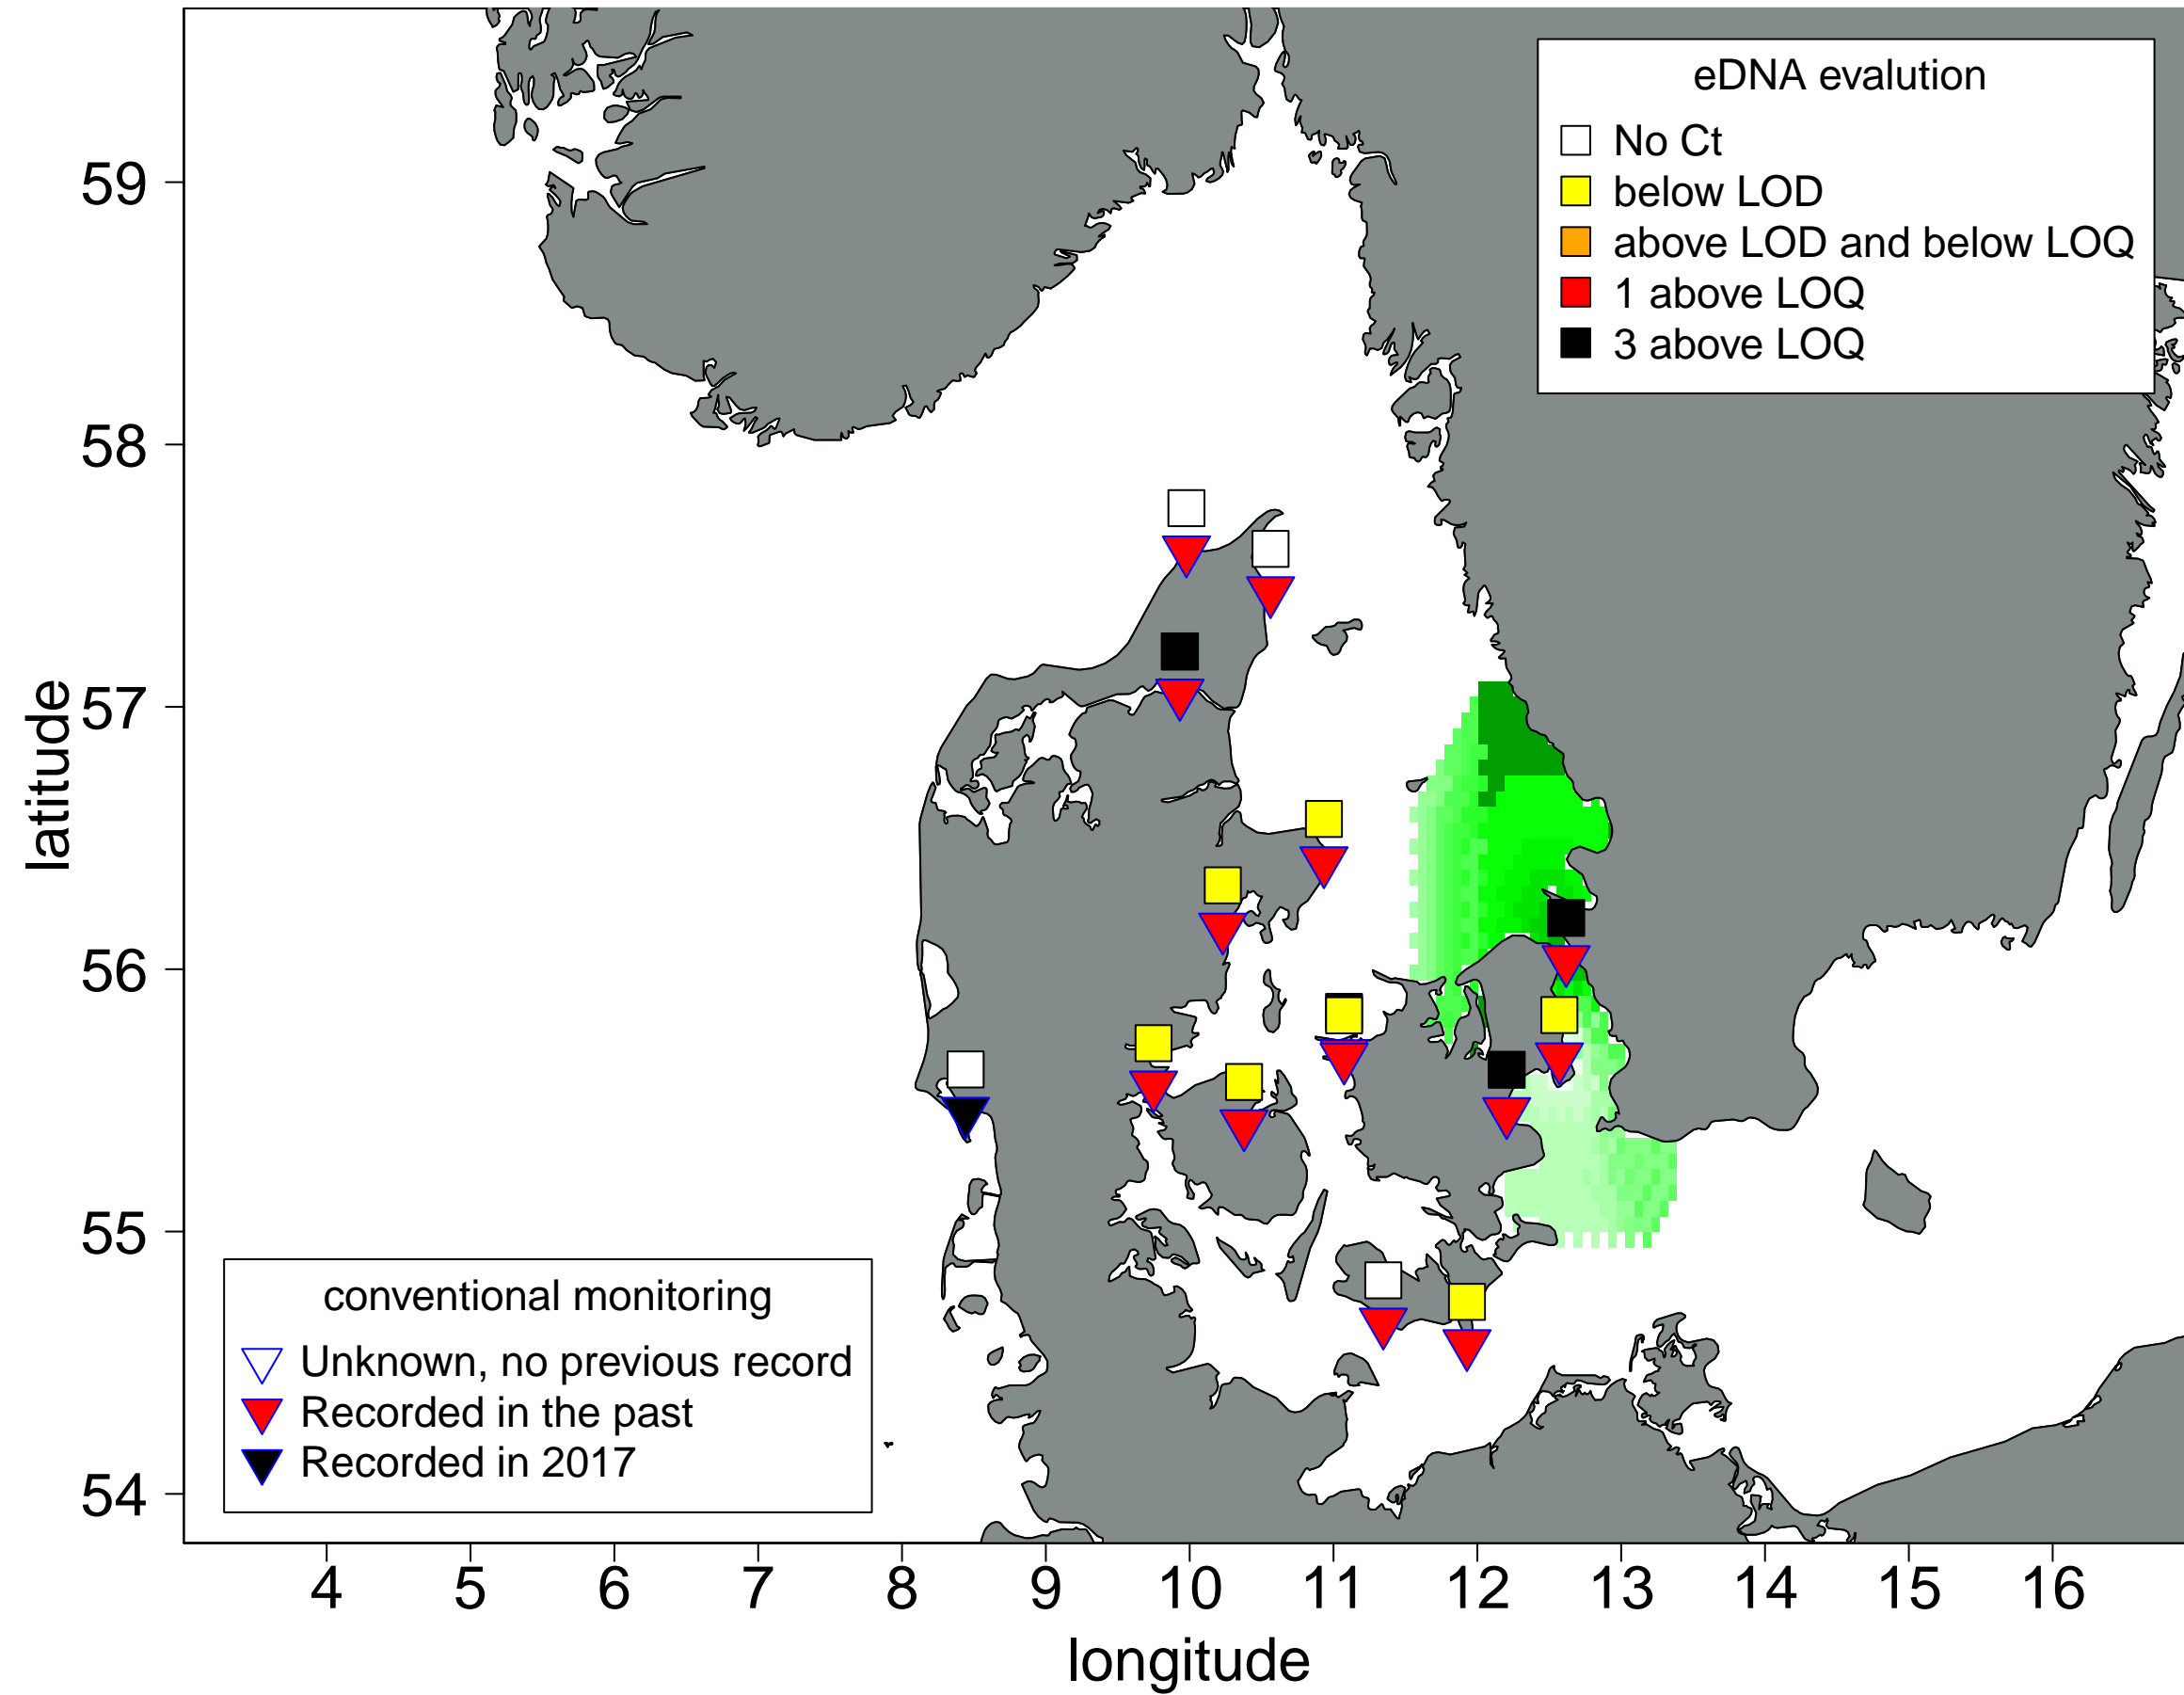 eDNA evalution
No Ct
below LOD
above LOD and below LOQ
1 above LOQ
3 above LOQ
59
58
57
56
55
54
latitude
conventional monitoring
Unknown, no previous record
Recorded in the past
Recorded in 2017
4 5 6 7 8 9 10 11 12 13 14 15 16
longitude